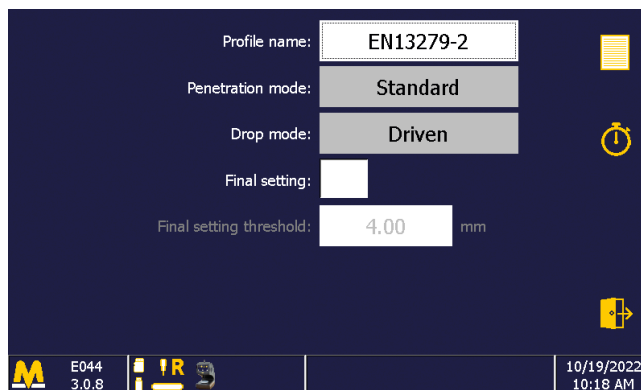 Profile name: EN13279-2
Penetration mode: Standard
Drop mode: Driven
Final setting:
Final setting threshold: 4.00 mm
E044
3.0.8
R
10/19/2022
10:18 AM